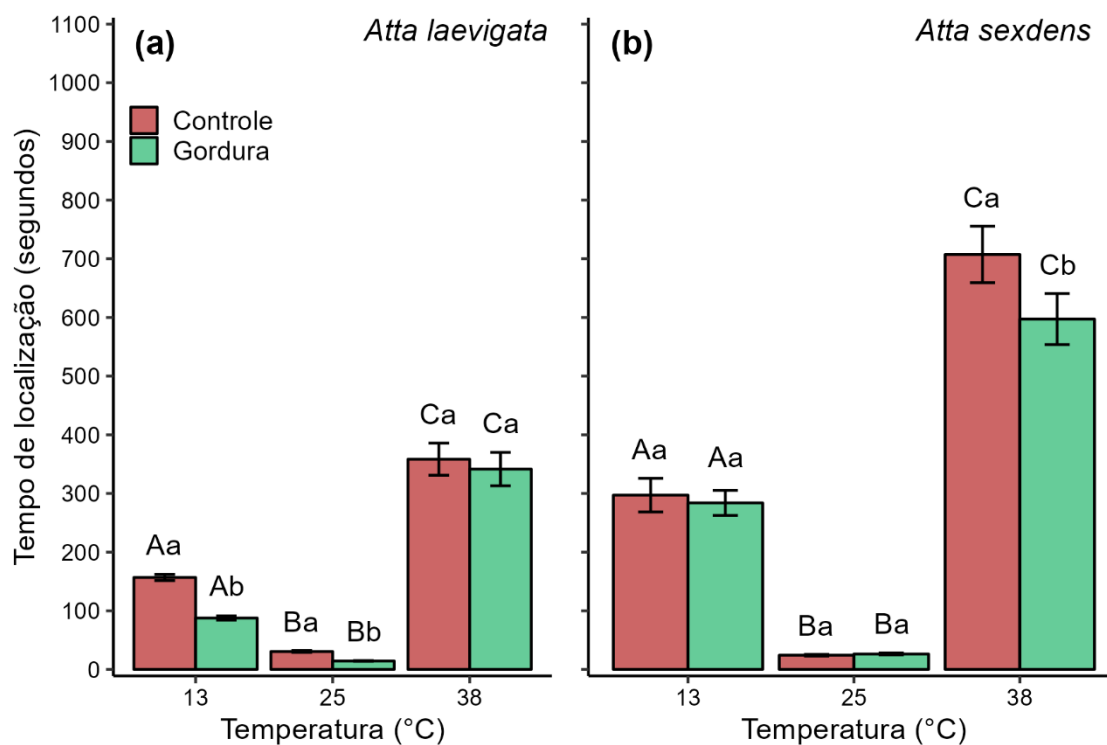 Tempo de localização (segundos)
1100
1000
900
800
700
600
500
400
300
200
100
0
(a)
Atta laevigata
Controle
Gordura
Aa
Ab
Ba
Bb
Ca
Ca
13
25
38
Temperatura (°C)
(b)
Atta sexdens
Aa
Aa
Ba
Ba
Ca
Cb
13
25
38
Temperatura (°C)